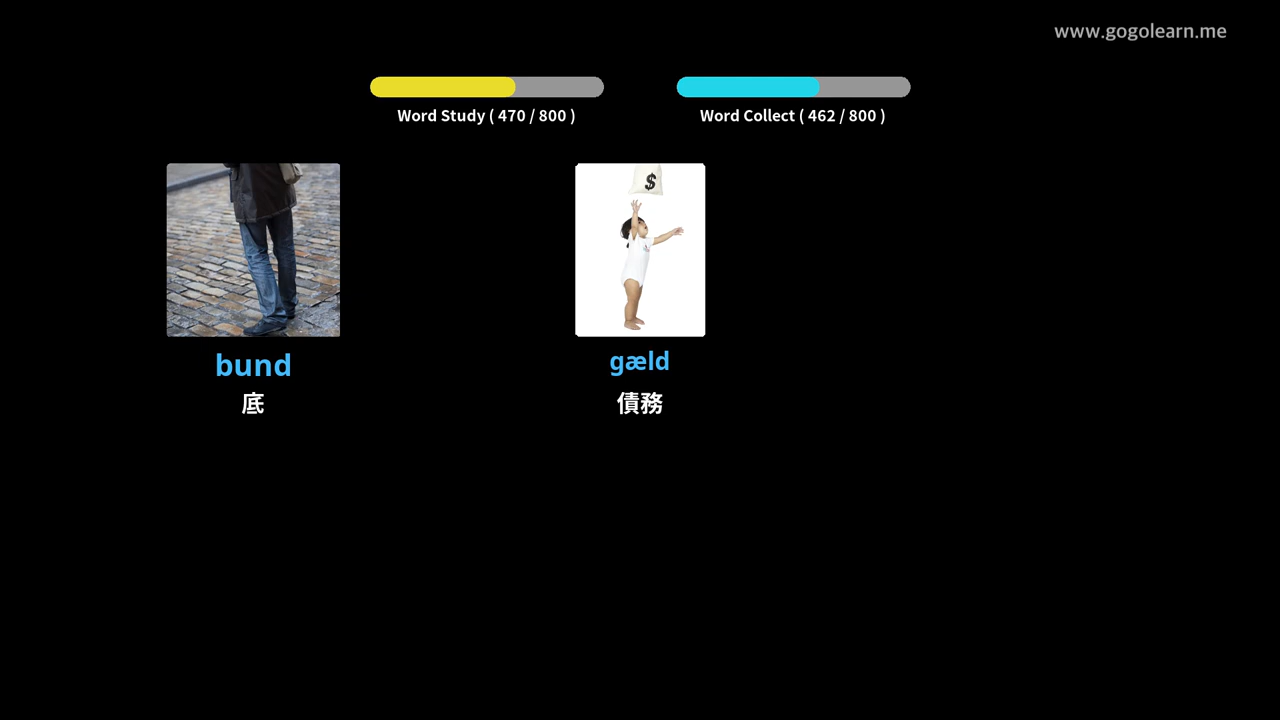 www.gogolearn.me
Word Study ( 470 / 800 )
Word Collect ( 462 / 800 )
$
bund
gæld
底
債務